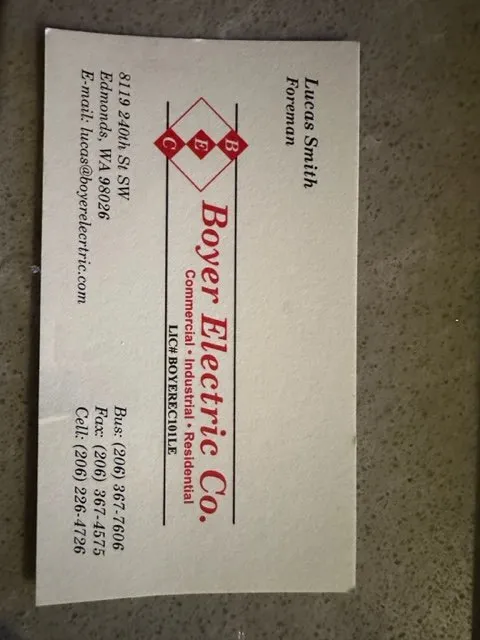 Lucas Smith
Foreman
B
E
C
Boyer Electric Co.
Commercial • Industrial • Residential
LIC# BOYEREC101LE
8119 240th St SW
Edmonds, WA 98026
E-mail: lucas@boyerelecrtric.com
Bus: (206) 367-7606
Fax: (206) 367-4575
Cell: (206) 226-4726